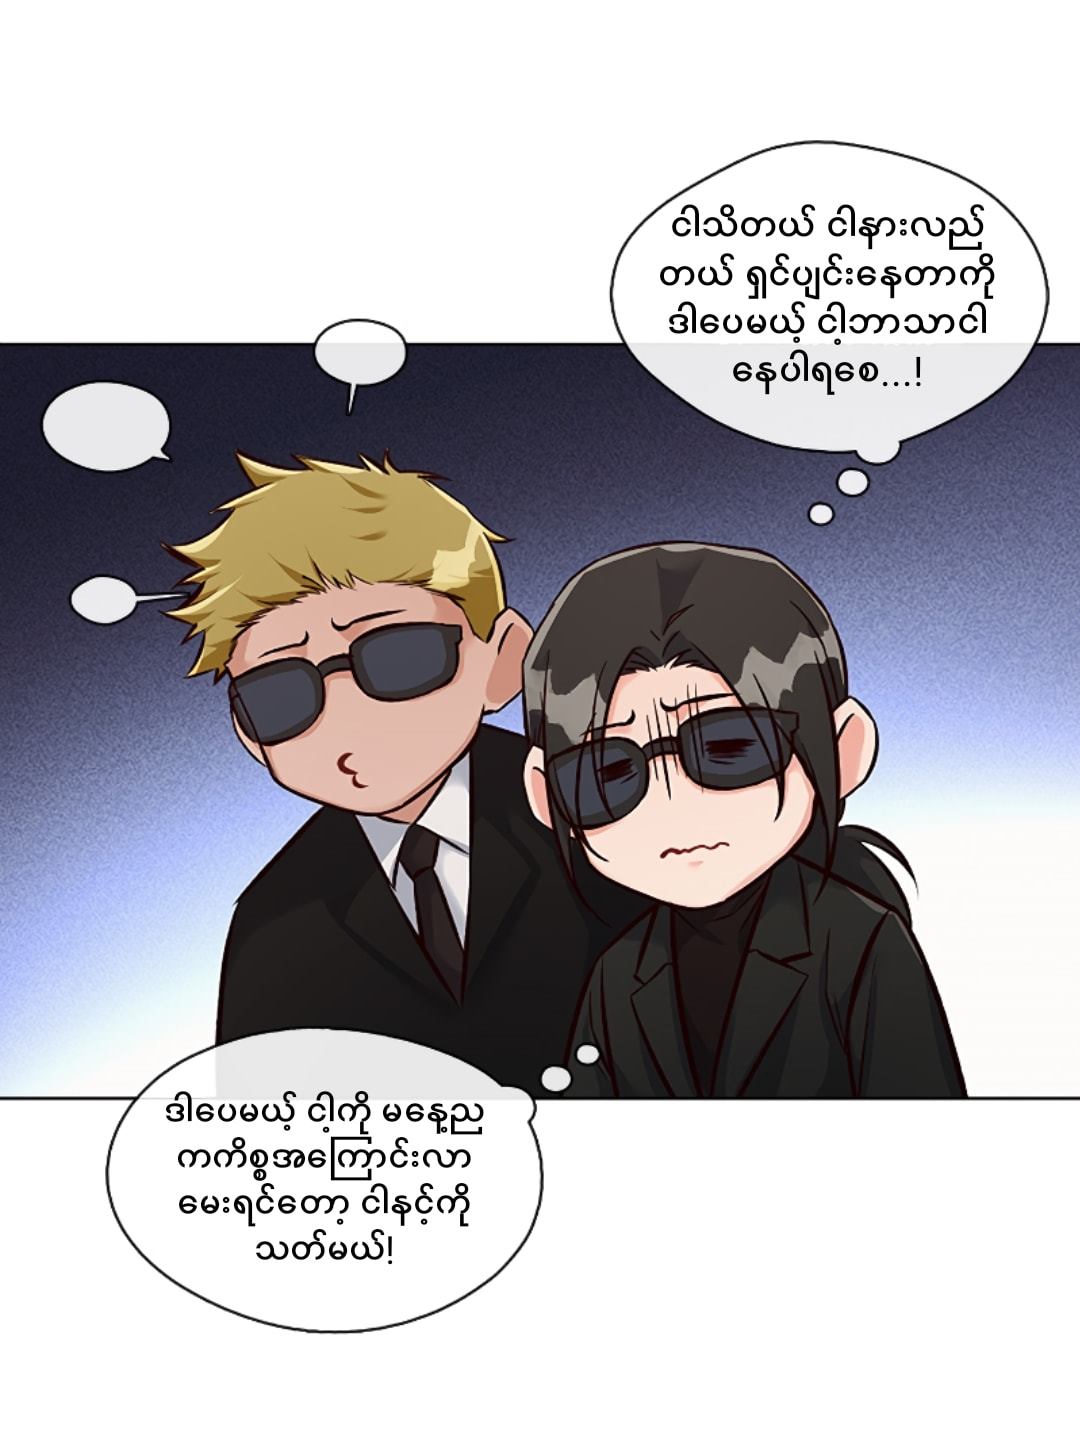 ငါသိတယ် ငါနားလည်
တယ် ရှင်ပျင်းနေတာကို
ဒါပေမယ့် ငါ့ဘာသာငါ
နေပါရစေ...!
ဒါပေမယ့် ငါ့ကို မနေ့ည
ကကိစ္စအကြောင်းလာ
မေးရင်တော့ ငါနင့်ကို
သတ်မယ်!